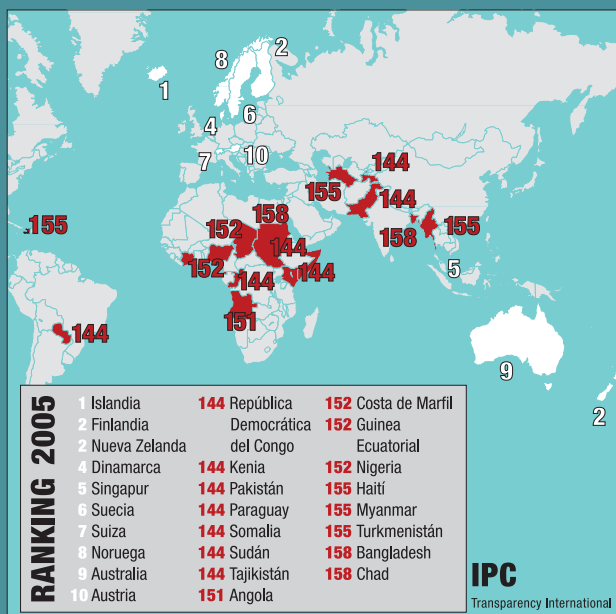 8
2
1
6
4
10
7
144
155
144
155
158
152
158
155
144
152
144
144
5
151
144
9
2
RANKING 2005
1 Islandia
2 Finlandia
2 Nueva Zelanda
4 Dinamarca
5 Singapur
6 Suecia
7 Suiza
8 Noruega
9 Australia
10 Austria
144 República
Democrática
del Congo
144 Kenia
144 Pakistán
144 Paraguay
144 Somalia
144 Sudán
144 Tajikistán
151 Angola
152 Costa de Marfil
152 Guinea
Ecuatorial
152 Nigeria
155 Haití
155 Myanmar
155 Turkmenistán
158 Bangladesh
158 Chad
IPC
Transparency International